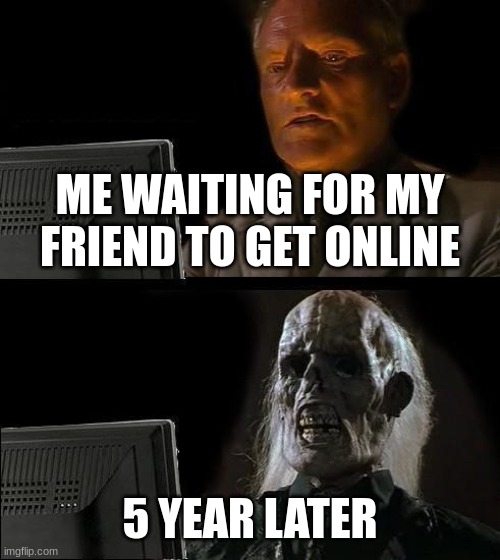 ME WAITING FOR MY
FRIEND TO GET ONLINE
5 YEAR LATER
imgflip.com